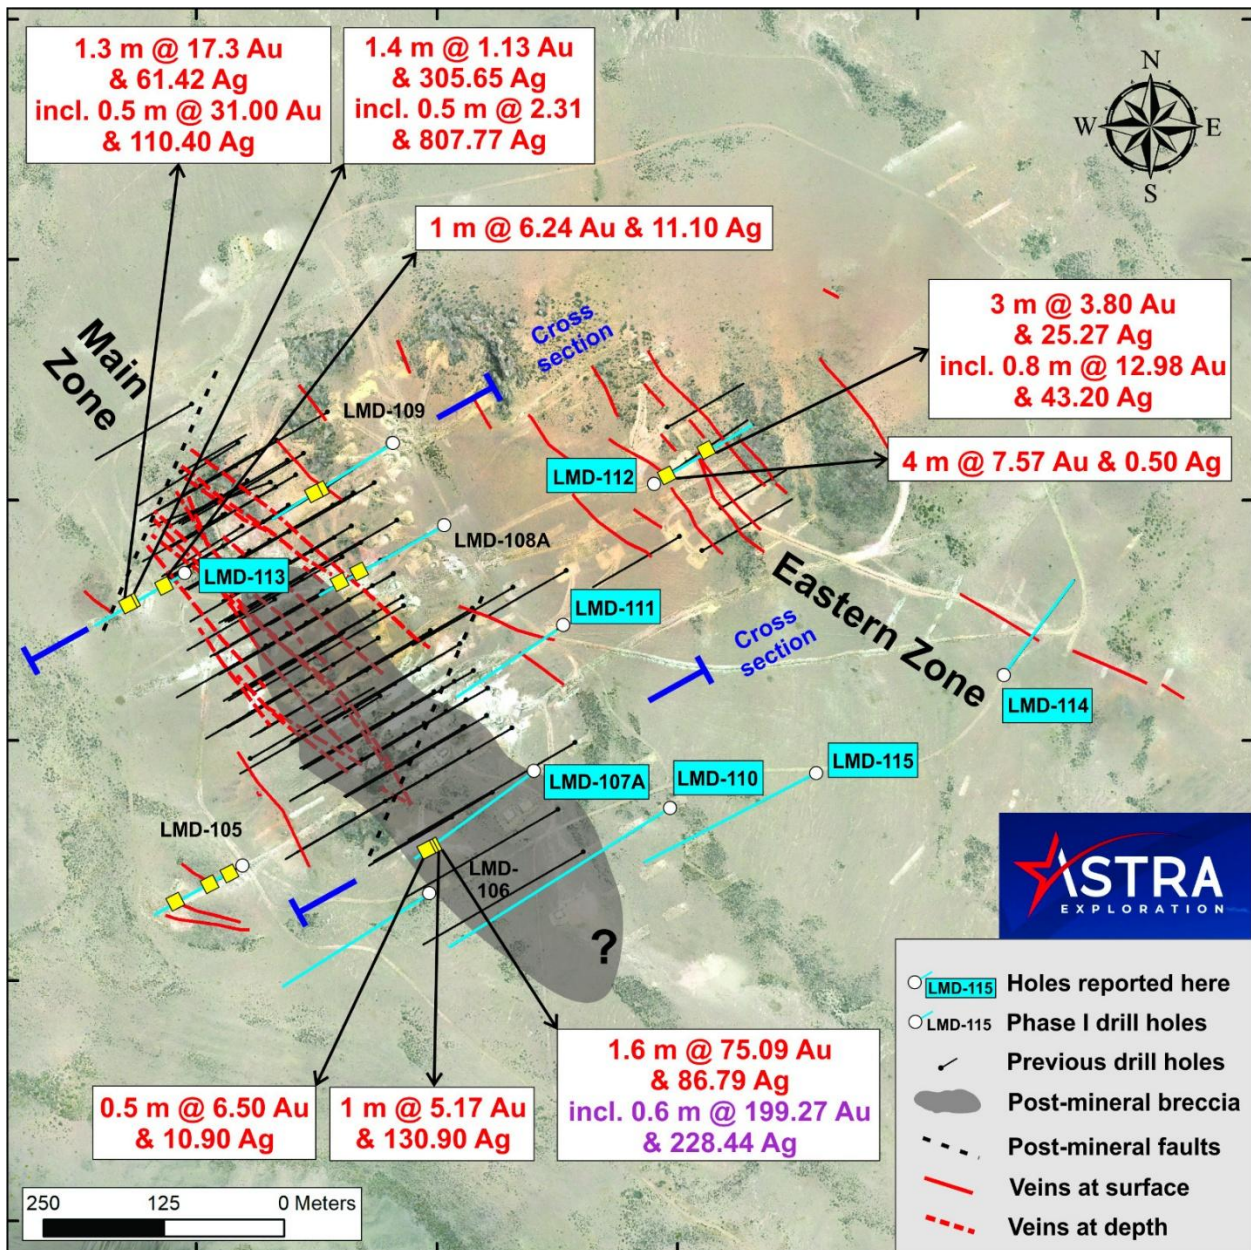 1.3 m @ 17.3 Au
& 61.42 Ag
incl. 0.5 m @ 31.00 Au
& 110.40 Ag
1.4 m @ 1.13 Au
& 305.65 Ag
incl. 0.5 m @ 2.31
& 807.77 Ag
N
W
E
S
1 m @ 6.24 Au & 11.10 Ag
3 m @ 3.80 Au
& 25.27 Ag
incl. 0.8 m @ 12.98 Au
& 43.20 Ag
4 m @ 7.57 Au & 0.50 Ag
Main
Zone
Cross
section
LMD-109
LMD-112
LMD-108A
LMD-113
LMD-111
Eastern Zone
Cross
section
LMD-114
LMD-115
LMD-107A
LMD-110
LMD-105
LMD-
106
?
ASTRA
EXPLORATION
LMD-115 Holes reported here
LMD-115 Phase I drill holes
Previous drill holes
Post-mineral breccia
Post-mineral faults
Veins at surface
Veins at depth
0.5 m @ 6.50 Au
& 10.90 Ag
1 m @ 5.17 Au
& 130.90 Ag
1.6 m @ 75.09 Au
& 86.79 Ag
incl. 0.6 m @ 199.27 Au
& 228.44 Ag
250 125 0 Meters